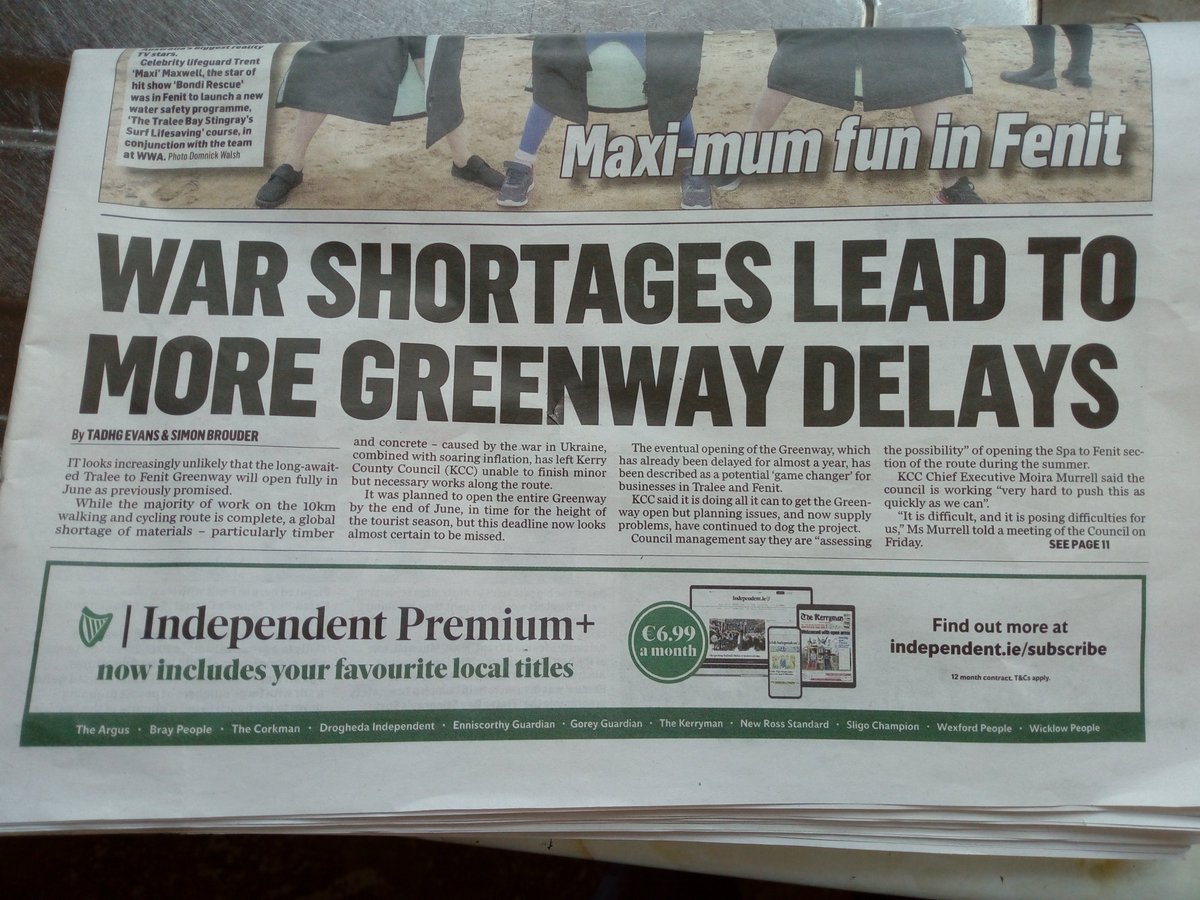 TV stars.
Celebrity lifeguard Trent
'Maxi' Maxwell, the star of
hit show 'Bondi Rescue'
was in Fenit to launch a new
water safety programme,
'The Tralee Bay Stingray's
Surf Lifesaving' course, in
conjunction with the team
at WWA. Photo Domnick Walsh
Maxi-mum fun in Fenit
WAR SHORTAGES LEAD TO
MORE GREENWAY DELAYS
By TADHG EVANS & SIMON BROUDER
IT looks increasingly unlikely that the long-await-
ed Tralee to Fenit Greenway will open fully in
June as previously promised.
While the majority of work on the 10km
walking and cycling route is complete, a global
shortage of materials – particularly timber
and concrete – caused by the war in Ukraine,
combined with soaring inflation, has left Kerry
County Council (KCC) unable to finish minor
but necessary works along the route.
It was planned to open the entire Greenway
by the end of June, in time for the height of
the tourist season, but this deadline now looks
almost certain to be missed.
The eventual opening of the Greenway, which
has already been delayed for almost a year, has
been described as a potential 'game changer' for
businesses in Tralee and Fenit.
KCC said it is doing all it can to get the Green-
way open but planning issues, and now supply
problems, have continued to dog the project.
Council management say they are "assessing
the possibility" of opening the Spa to Fenit sec-
tion of the route during the summer.
KCC Chief Executive Moira Murrell said the
council is working "very hard to push this as
quickly as we can".
"It is difficult, and it is posing difficulties for
us," Ms Murrell told a meeting of the Council on
Friday.
SEE PAGE 11
Independent Premium+
now includes your favourite local titles
€6.99
a month
Independent.ie
The Kerryman
Find out more at
independent.ie/subscribe
12 month contract. T&Cs apply.
The Argus · Bray People · The Corkman · Drogheda Independent · Enniscorthy Guardian · Gorey Guardian · The Kerryman · New Ross Standard · Sligo Champion · Wexford People · Wicklow People